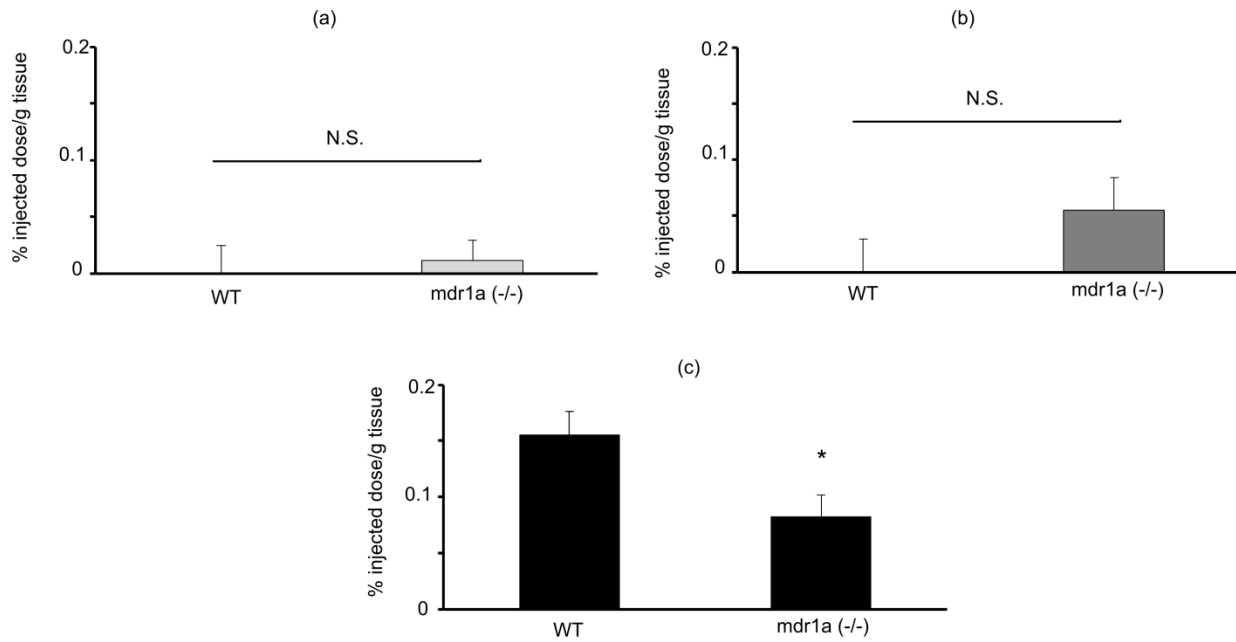 (a)
% injected dose/g tissue
0.2
0.1
0
N.S.
WT
mdr1a (-/-)
(b)
% injected dose/g tissue
0.2
0.1
0
N.S.
WT
mdr1a (-/-)
(c)
% injected dose/g tissue
0.2
0.1
0
*
WT
mdr1a (-/-)